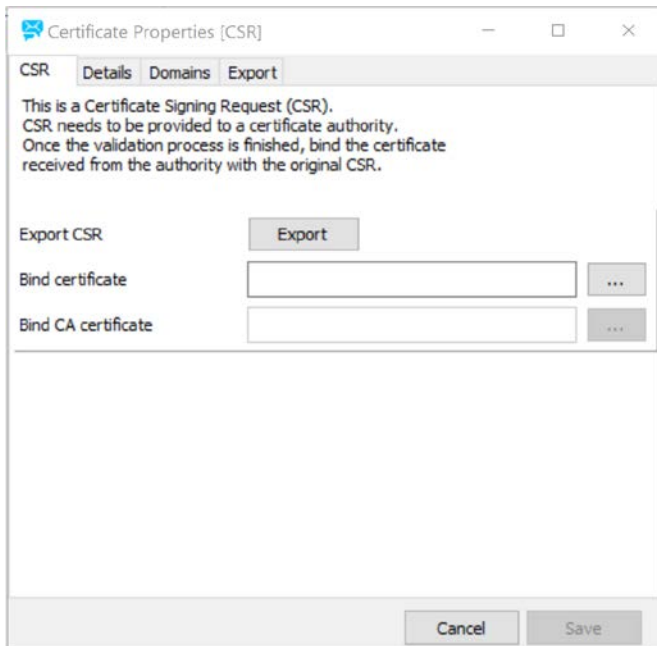 Certificate Properties [CSR]
CSR Details Domains Export
This is a Certificate Signing Request (CSR).
CSR needs to be provided to a certificate authority.
Once the validation process is finished, bind the certificate
received from the authority with the original CSR.
Export CSR Export
Bind certificate ...
Bind CA certificate ...
Cancel Save